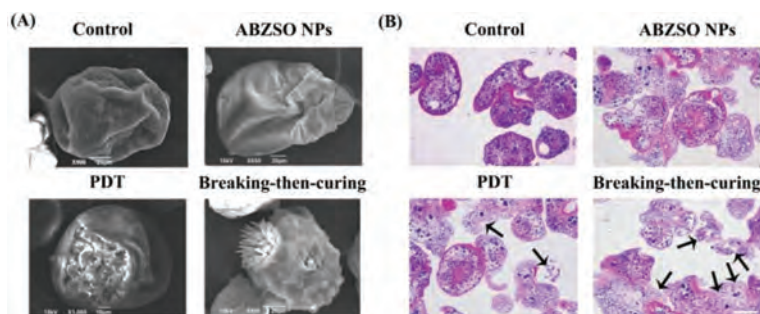 (A)
Control
ABZSO NPs
PDT
Breaking-then-curing
(B)
Control
ABZSO NPs
PDT
Breaking-then-curing